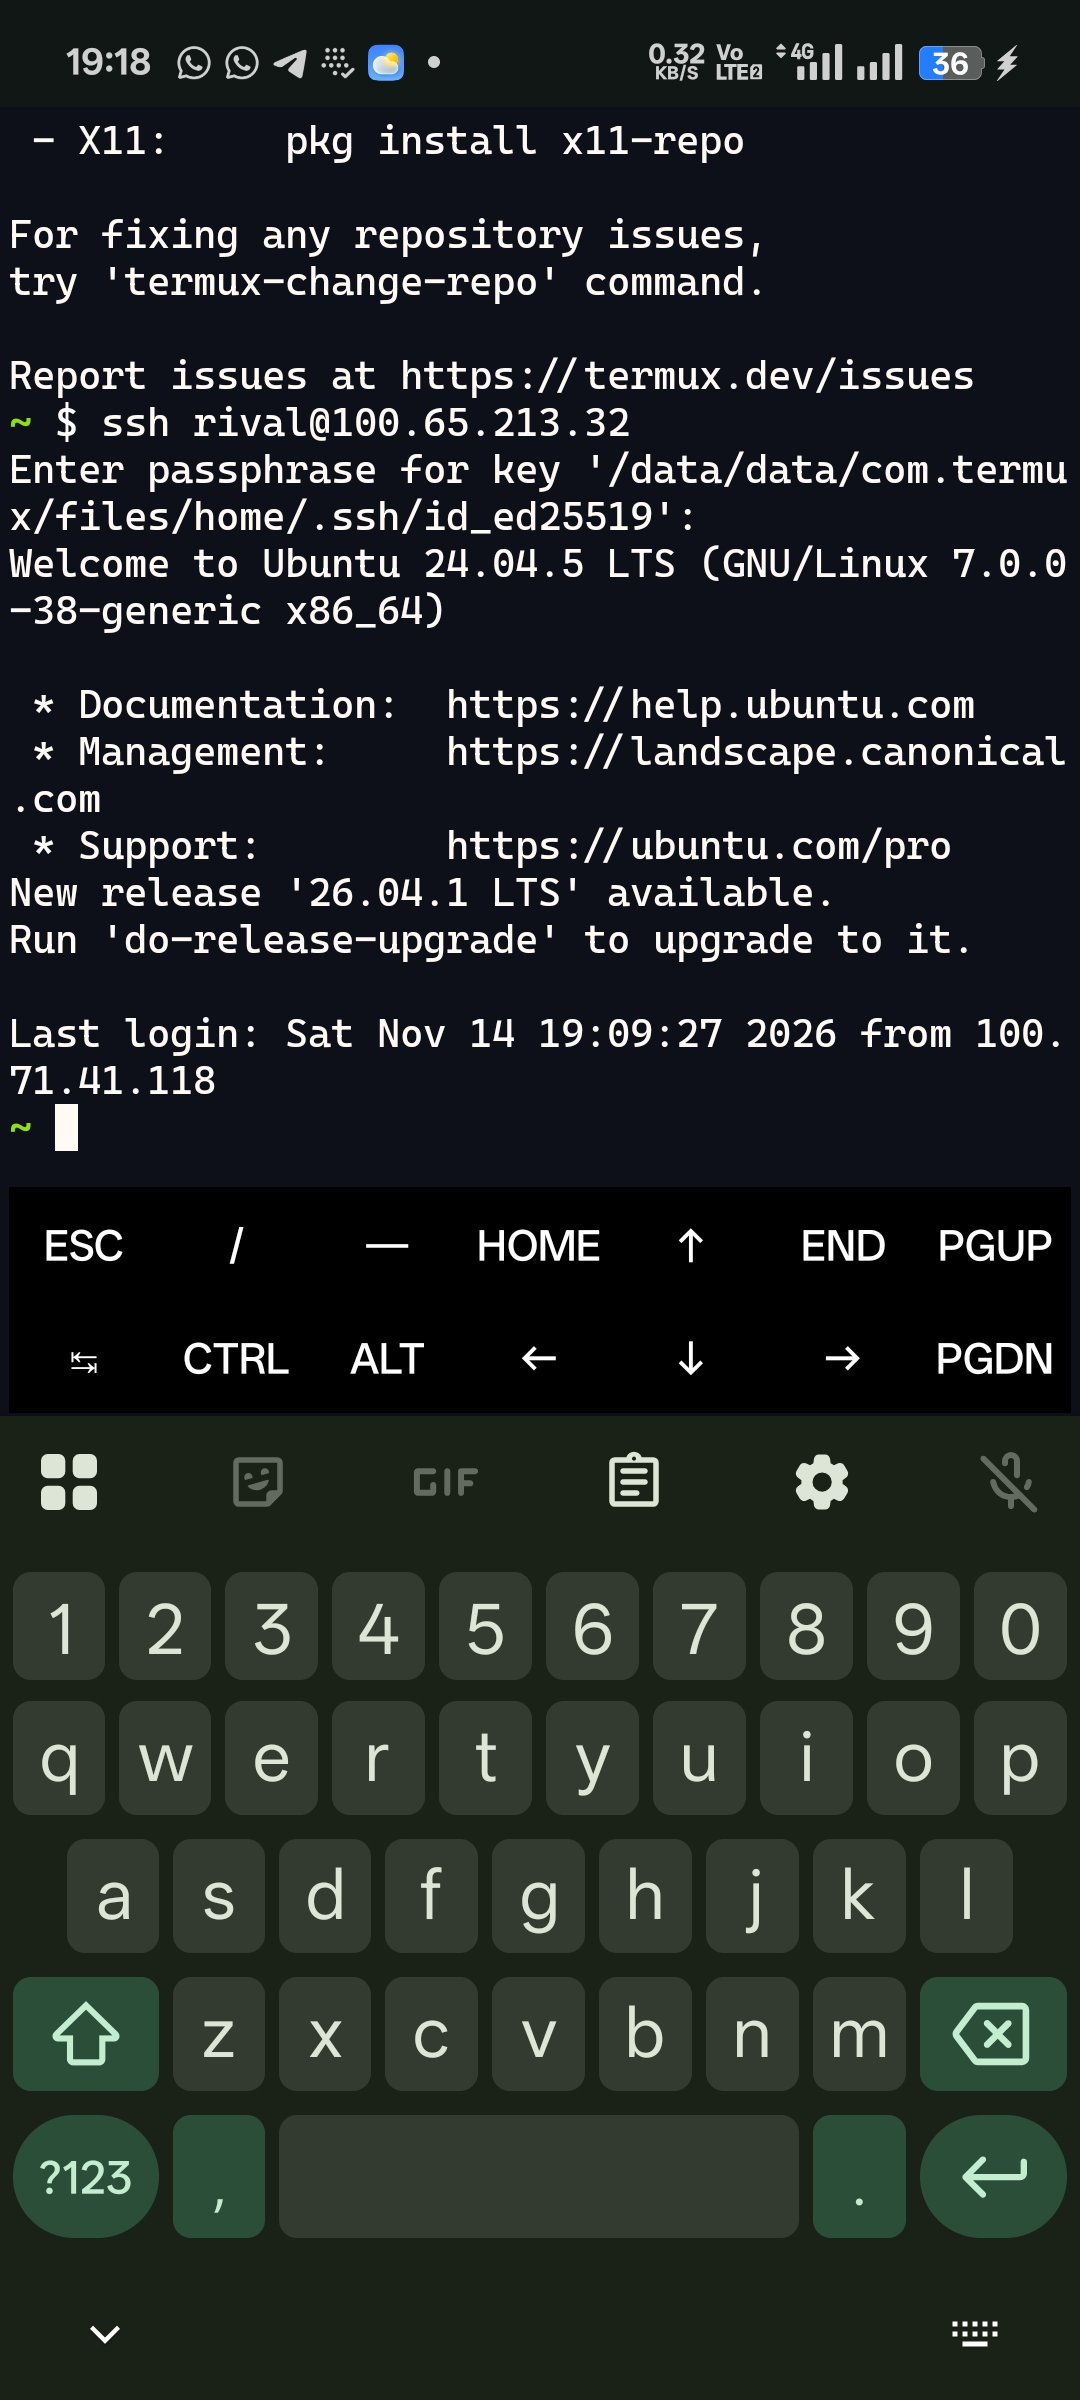 19:18 0.32 KB/S Vo LTE 2 4G 36
- X11:     pkg install x11-repo
For fixing any repository issues,
try 'termux-change-repo' command.
Report issues at https://termux.dev/issues
~ $ ssh rival@100.65.213.32
Enter passphrase for key '/data/data/com.termu
x/files/home/.ssh/id_ed25519':
Welcome to Ubuntu 24.04.5 LTS (GNU/Linux 7.0.0
-38-generic x86_64)
* Documentation:  https://help.ubuntu.com
* Management:     https://landscape.canonical
.com
* Support:        https://ubuntu.com/pro
New release '26.04.1 LTS' available.
Run 'do-release-upgrade' to upgrade to it.
Last login: Sat Nov 14 19:09:27 2026 from 100.
71.41.118
~
ESC / — HOME ↑ END PGUP
↹ CTRL ALT ← ↓ → PGDN
GIF
1 2 3 4 5 6 7 8 9 0
q w e r t y u i o p
a s d f g h j k l
z x c v b n m
?123 , .